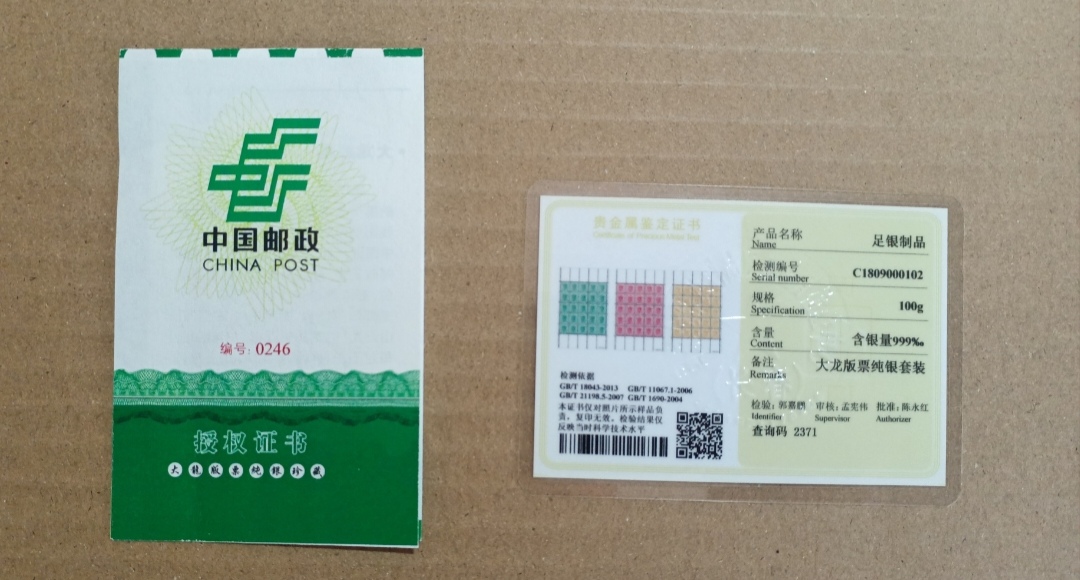 中国邮政
CHINA POST
编号: 0246
授权证书
大龍版票纯银珍藏
贵金属鉴定证书
Certificate of Precious Metal Test
检测依据
GB/T 18043-2013 GB/T 11067.1-2006
GB/T 21198.5-2007 GB/T 1690-2004
本证书仅对照片所示样品负
责。复印无效。检验结果仅
反映当时科学技术水平
产品名称 足银制品
Name
检测编号 C1809000102
Serial number
规格 100g
Specification
含量 含银量999‰
Content
备注 大龙版票纯银套装
Remarks
检验: 郭嘉鹏 审核: 孟宪伟 批准: 陈永红
Identifier Supervisor Authorizer
查询码 2371